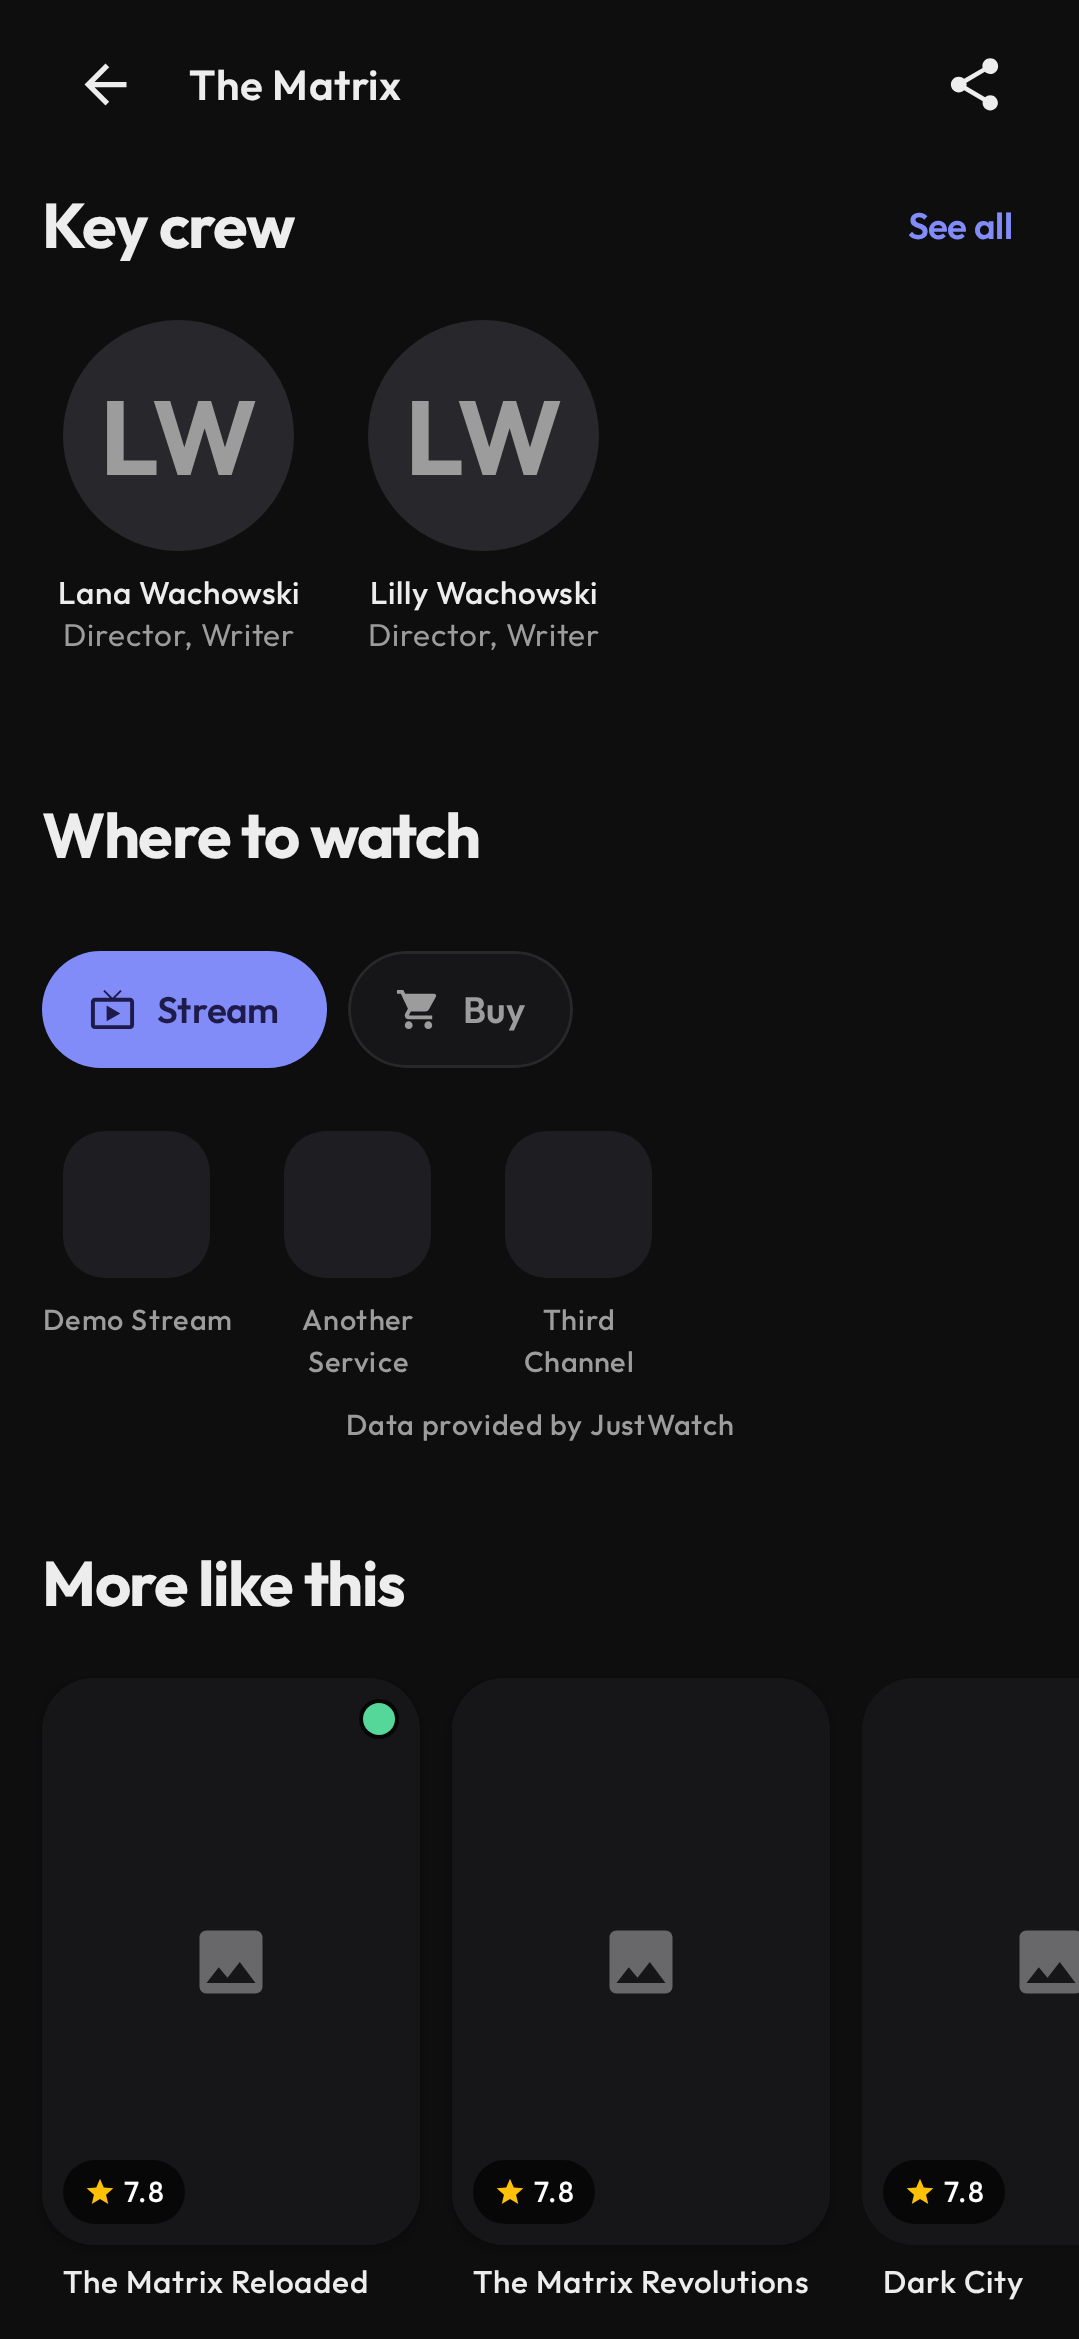 The Matrix
Key crew
See all
LW
LW
Lana Wachowski
Director, Writer
Lilly Wachowski
Director, Writer
Where to watch
Stream
Buy
Demo Stream
Another
Service
Third
Channel
Data provided by JustWatch
More like this
7.8
7.8
7.8
The Matrix Reloaded
The Matrix Revolutions
Dark City